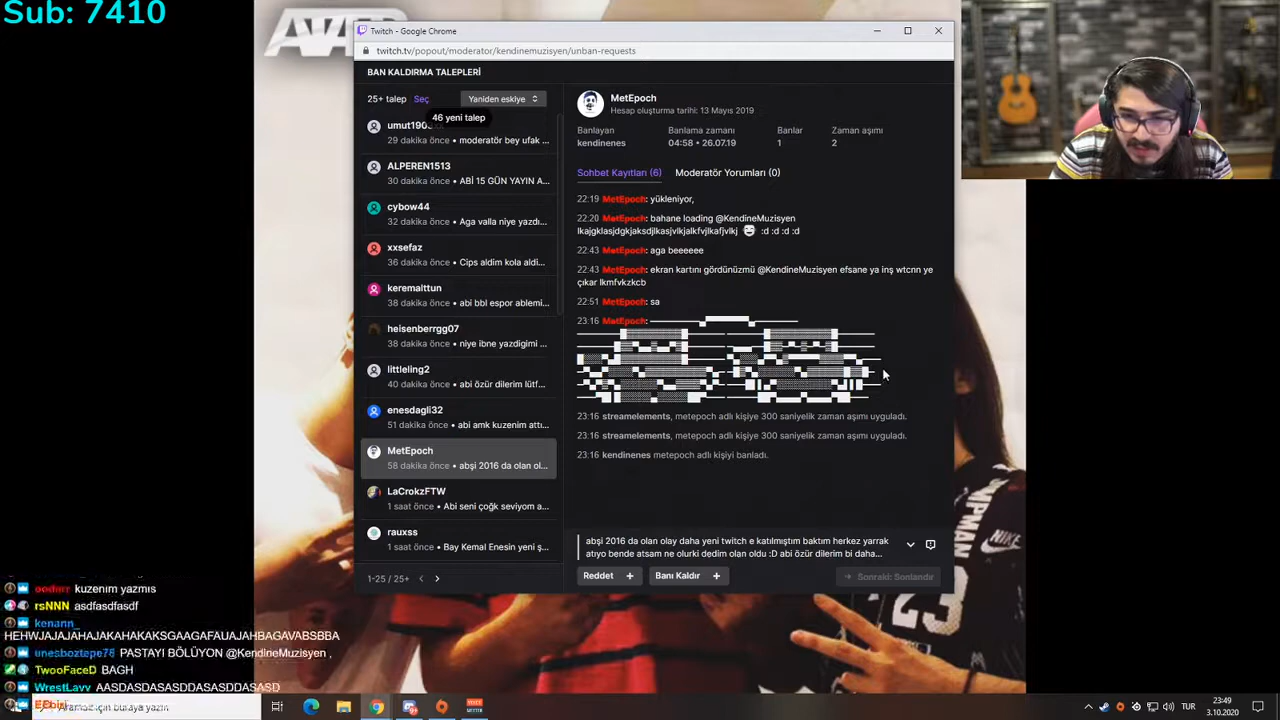 Sub: 7410
Twitch - Google Chrome
twitch.tv/popout/moderator/kendinemuzisyen/unban-requests
BAN KALDIRMA TALEPLERİ
25+ talep Seç Yaniden eskiye
46 yeni talep
umut190
29 dakika önce • moderatör bey ufak ...
ALPEREN1513
30 dakika önce • ABİ 15 GÜN YAYIN A...
cybow44
32 dakika önce • Aga valla niye yazdı...
xxsefaz
36 dakika önce • Cips aldim kola aldi...
keremalttun
38 dakika önce • abi bbl espor ablemi...
heisenberrgg07
38 dakika önce • niye ibne yazdigimi ...
littleling2
40 dakika önce • abi özür dilerim lütf...
enesdagli32
51 dakika önce • abi amk kuzenim attı...
MetEpoch
58 dakika önce • abşi 2016 da olan ol...
LaCrokzFTW
1 saat önce • Abi seni çoğk seviyom a...
rauxss
1 saat önce • Bay Kemal Enesin yeni ş...
1-25 / 25+
MetEpoch
Hesap oluşturma tarihi: 13 Mayıs 2019
Banlayan Banlama zamanı Banlar Zaman aşımı
kendinenes 04:58 • 26.07.19 1 2
Sohbet Kayıtları (6) Moderatör Yorumları (0)
22:19 MetEpoch: yükleniyor,
22:20 MetEpoch: bahane loading @KendineMuzisyen
lkajgklasjdgkjaksdjlkasjvlkjalkfvjlkafjvlkj :d :d :d :d
22:43 MetEpoch: aga beeeeee
22:43 MetEpoch: ekran kartını gördünüzmü @KendineMuzisyen efsane ya inş wtcnn ye
çıkar lkmfvkzkcb
22:51 MetEpoch: sa
23:16 MetEpoch:
23:16 streamelements, metepoch adlı kişiye 300 saniyelik zaman aşımı uyguladı.
23:16 streamelements, metepoch adlı kişiye 300 saniyelik zaman aşımı uyguladı.
23:16 kendinenes metepoch adlı kişiyi banladı.
abşi 2016 da olan olay daha yeni twitch e katılmıştım baktım herkez yarrak
atıyo bende atsam ne olurki dedim olan oldu :D abi özür dilerim bi daha...
Reddet + Banı Kaldır + Sonraki: Sonlandır
kuzenim yazmıs
rsNNN asdfasdfasdf
kenann_
HEHWJAJAJAHAJAKAHAKAKSGAAGAFAUAJAHBAGAVABSBBA
unesboztepe78 PASTAYI BÖLÜYON @KendineMuzisyen ,
TwooFaceD BAGH
WrestLavv AASDASDASASDDASASDDASASD
Aramak için buraya yazın
NIPMAN
23
NIKE
TUR
23:49
3.10.2020